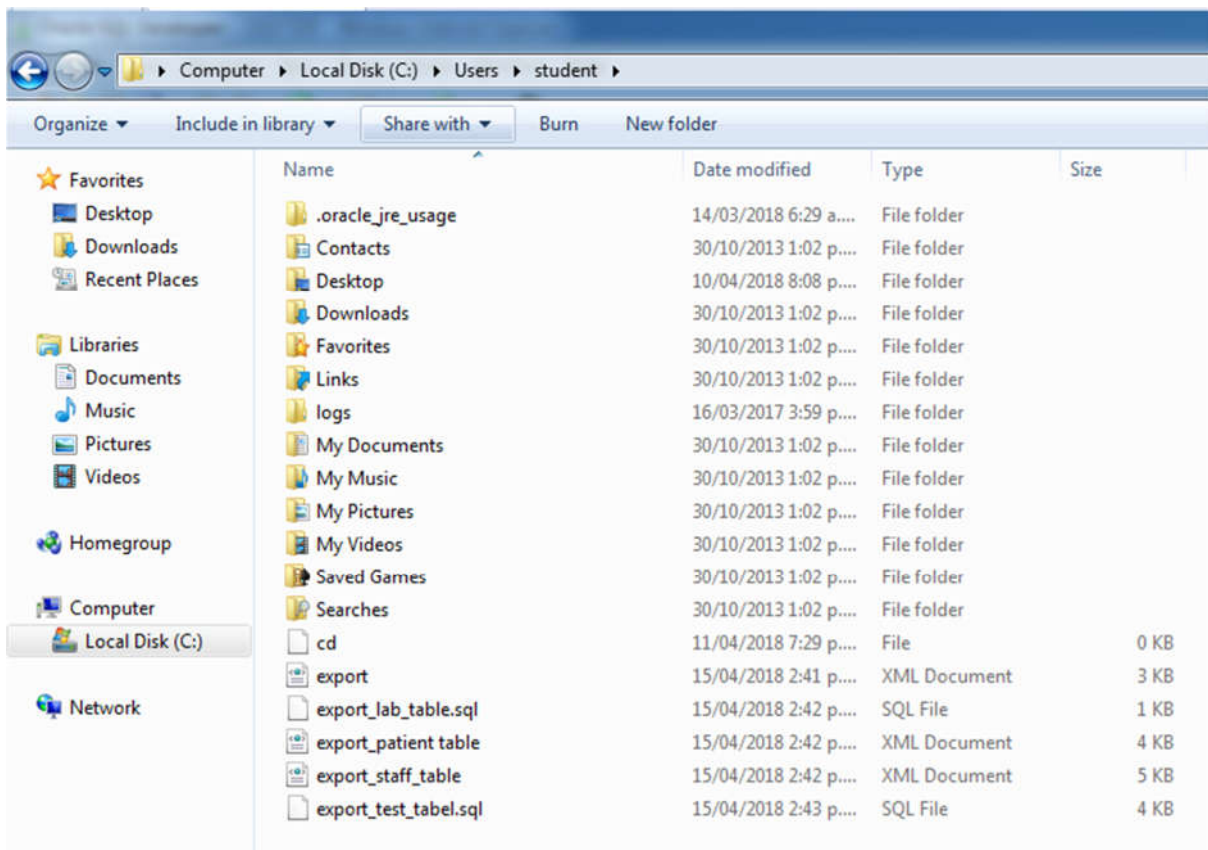 Computer Local Disk (C:) Users student
Organize Include in library Share with Burn New folder
Favorites
Desktop
Downloads
Recent Places
Libraries
Documents
Music
Pictures
Videos
Homegroup
Computer
Local Disk (C:)
Network
Name Date modified Type Size
.oracle_jre_usage 14/03/2018 6:29 a.... File folder
Contacts 30/10/2013 1:02 p.... File folder
Desktop 10/04/2018 8:08 p.... File folder
Downloads 30/10/2013 1:02 p.... File folder
Favorites 30/10/2013 1:02 p.... File folder
Links 30/10/2013 1:02 p.... File folder
logs 16/03/2017 3:59 p.... File folder
My Documents 30/10/2013 1:02 p.... File folder
My Music 30/10/2013 1:02 p.... File folder
My Pictures 30/10/2013 1:02 p.... File folder
My Videos 30/10/2013 1:02 p.... File folder
Saved Games 30/10/2013 1:02 p.... File folder
Searches 30/10/2013 1:02 p.... File folder
cd 11/04/2018 7:29 p.... File 0 KB
export 15/04/2018 2:41 p.... XML Document 3 KB
export_lab_table.sql 15/04/2018 2:42 p.... SQL File 1 KB
export_patient table 15/04/2018 2:42 p.... XML Document 4 KB
export_staff_table 15/04/2018 2:42 p.... XML Document 5 KB
export_test_tabel.sql 15/04/2018 2:43 p.... SQL File 4 KB